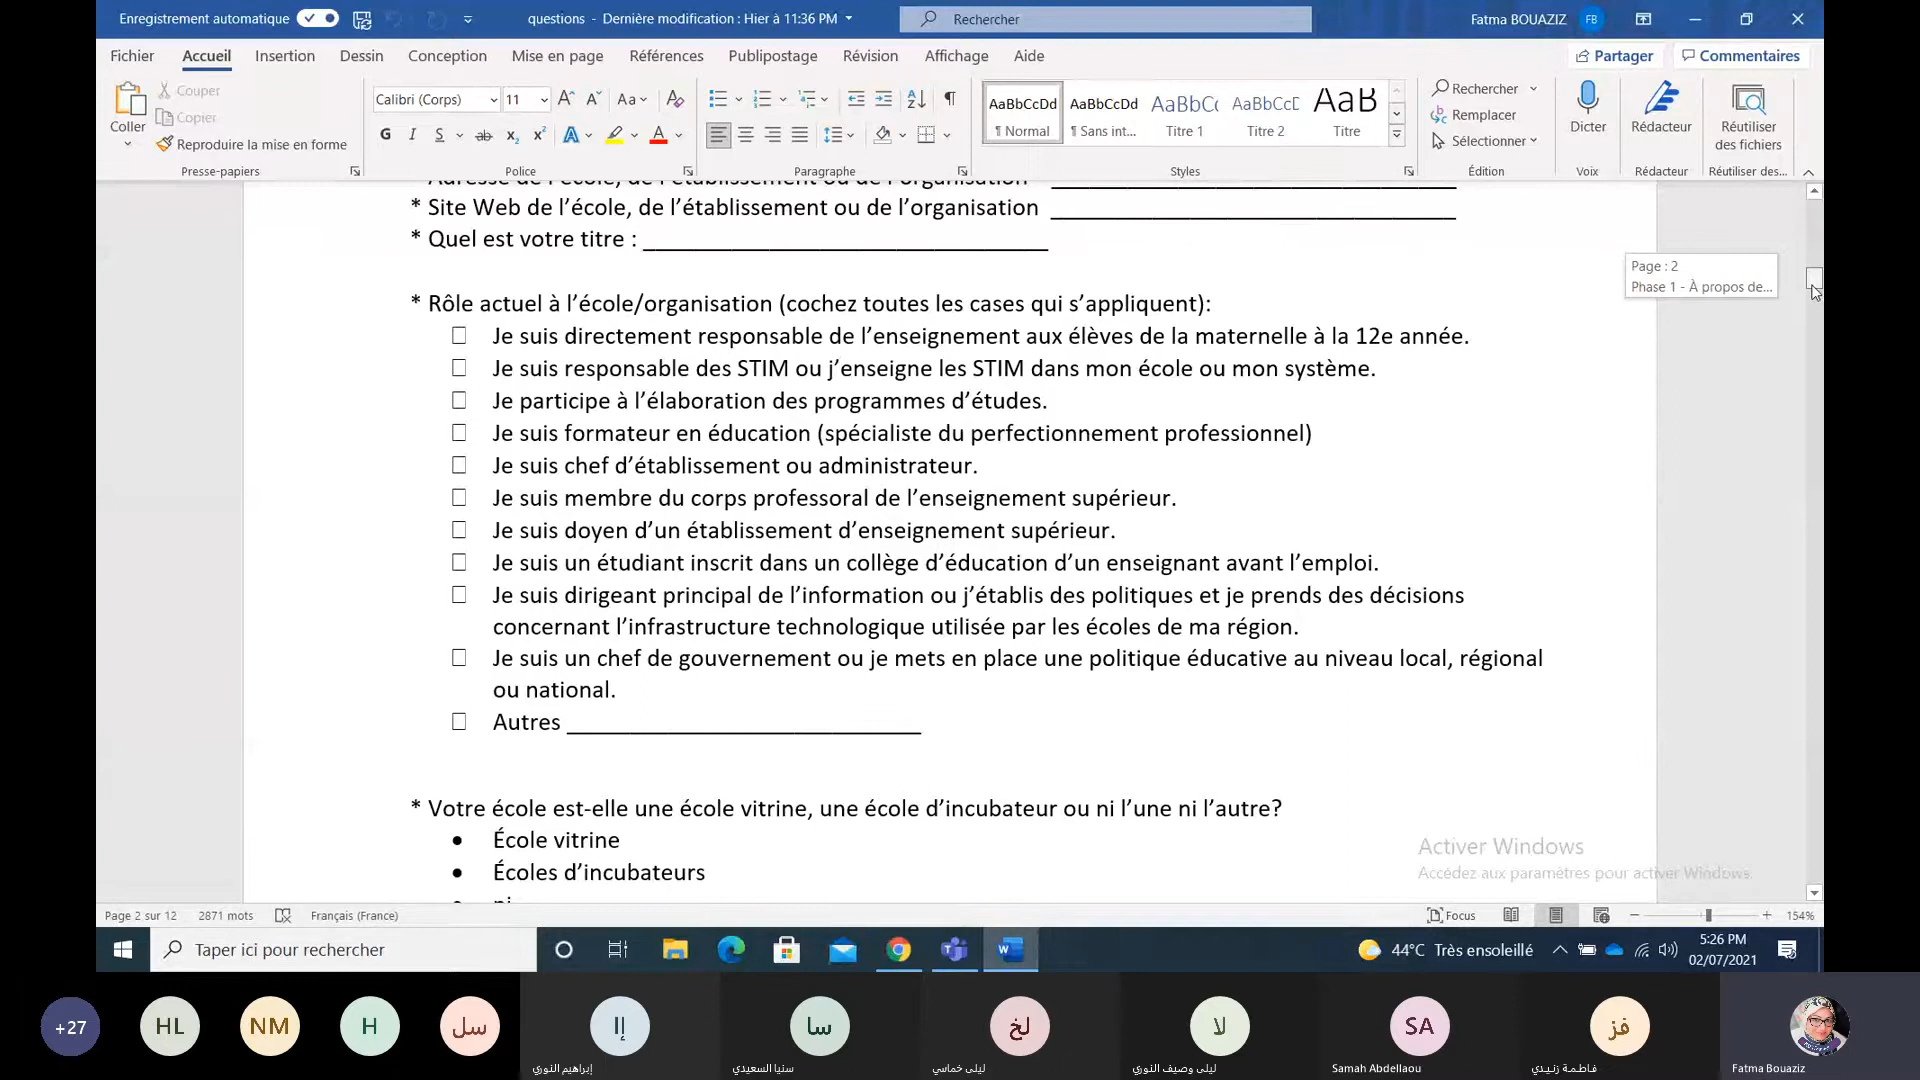 Enregistrement automatique
questions - Dernière modification : Hier à 11:36 PM
Rechercher
Fatma BOUAZIZ FB
Fichier Accueil Insertion Dessin Conception Mise en page Références Publipostage Révision Affichage Aide
Partager Commentaires
Coller
Couper
Copier
Reproduire la mise en forme
Presse-papiers
Calibri (Corps) 11
Police
Paragraphe
AaBbCcDd AaBbCcDd AaBbCc AaBbCcD AaB
¶ Normal ¶ Sans int... Titre 1 Titre 2 Titre
Styles
Rechercher
Remplacer
Sélectionner
Édition
Dicter
Voix
Rédacteur
Rédacteur
Réutiliser des fichiers
Réutiliser des...
* Adresse de l’école, de l’établissement ou de l’organisation
* Site Web de l’école, de l’établissement ou de l’organisation
* Quel est votre titre :
Page : 2
Phase 1 - À propos de...
* Rôle actuel à l’école/organisation (cochez toutes les cases qui s’appliquent):
Je suis directement responsable de l’enseignement aux élèves de la maternelle à la 12e année.
Je suis responsable des STIM ou j’enseigne les STIM dans mon école ou mon système.
Je participe à l’élaboration des programmes d’études.
Je suis formateur en éducation (spécialiste du perfectionnement professionnel)
Je suis chef d’établissement ou administrateur.
Je suis membre du corps professoral de l’enseignement supérieur.
Je suis doyen d’un établissement d’enseignement supérieur.
Je suis un étudiant inscrit dans un collège d’éducation d’un enseignant avant l’emploi.
Je suis dirigeant principal de l’information ou j’établis des politiques et je prends des décisions
concernant l’infrastructure technologique utilisée par les écoles de ma région.
Je suis un chef de gouvernement ou je mets en place une politique éducative au niveau local, régional
ou national.
Autres
* Votre école est-elle une école vitrine, une école d’incubateur ou ni l’une ni l’autre?
• École vitrine
• Écoles d’incubateurs
• ni
Activer Windows
Accédez aux paramètres pour activer Windows.
Page 2 sur 12 2871 mots Français (France)
Focus 154%
Taper ici pour rechercher
44°C Très ensoleillé
5:26 PM
02/07/2021
+27 HL NM H سل إا سا لخ لا SA فز
إبراهيم النوري سنيا السعيدي ليلى خماسي ليلى وصيف النوري Samah Abdellaou فاطمة زنيدي Fatma Bouaziz